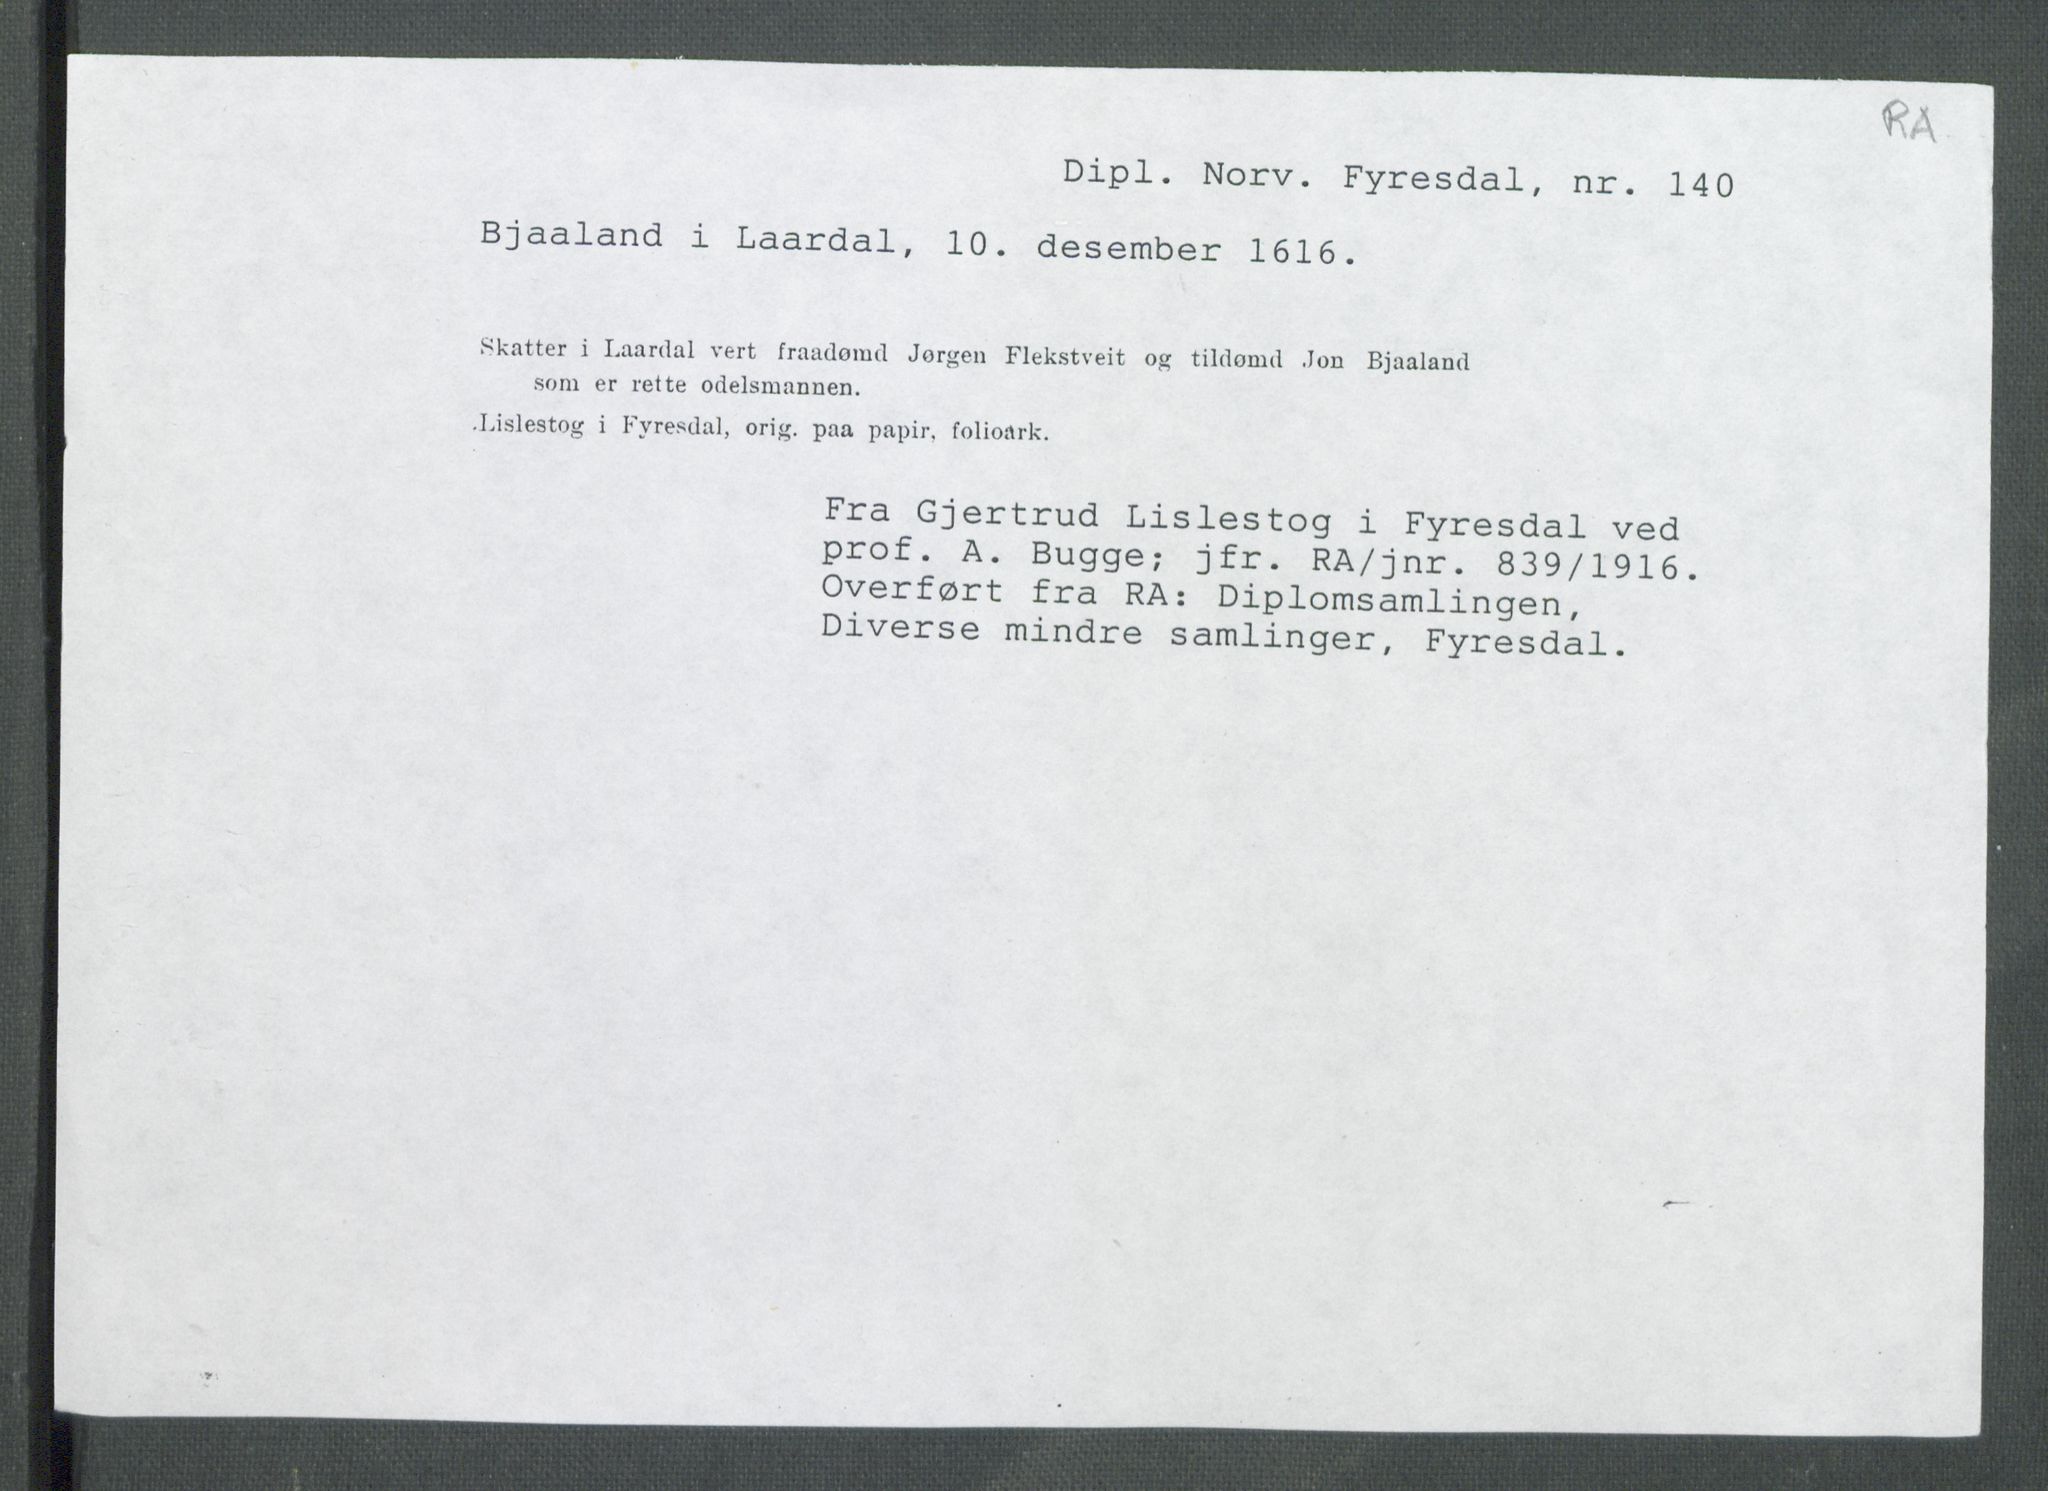 RA
Dipl. Norv. Fyresdal, nr. 140
Bjaaland i Laardal, 10. desember 1616.
Skatter i Laardal vert fraadømd Jørgen Flekstveit og tildømd Jon Bjaaland
som er rette odelsmannen.
Lislestog i Fyresdal, orig. paa papir, folioark.
Fra Gjertrud Lislestog i Fyresdal ved
prof. A. Bugge; jfr. RA/jnr. 839/1916.
Overført fra RA: Diplomsamlingen,
Diverse mindre samlinger, Fyresdal.